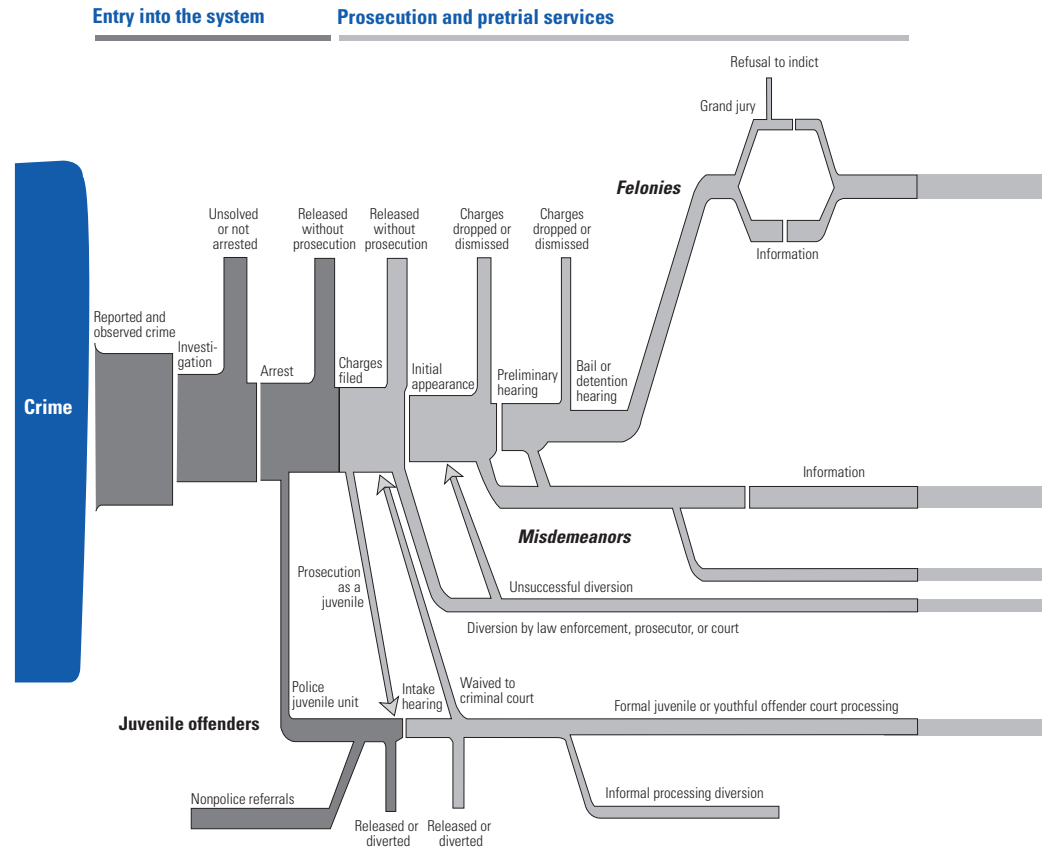 Entry into the system
Prosecution and pretrial services
Refusal to indict
Grand jury
Felonies
Information
Unsolved
or not
arrested
Released
without
prosecution
Released
without
prosecution
Charges
dropped or
dismissed
Charges
dropped or
dismissed
Reported and
observed crime
Investi-
gation
Arrest
Charges
filed
Initial
appearance
Preliminary
hearing
Bail or
detention
hearing
Crime
Information
Misdemeanors
Prosecution
as a
juvenile
Unsuccessful diversion
Diversion by law enforcement, prosecutor, or court
Police
juvenile unit
Intake
hearing
Waived to
criminal court
Formal juvenile or youthful offender court processing
Juvenile offenders
Nonpolice referrals
Informal processing diversion
Released or
diverted
Released or
diverted